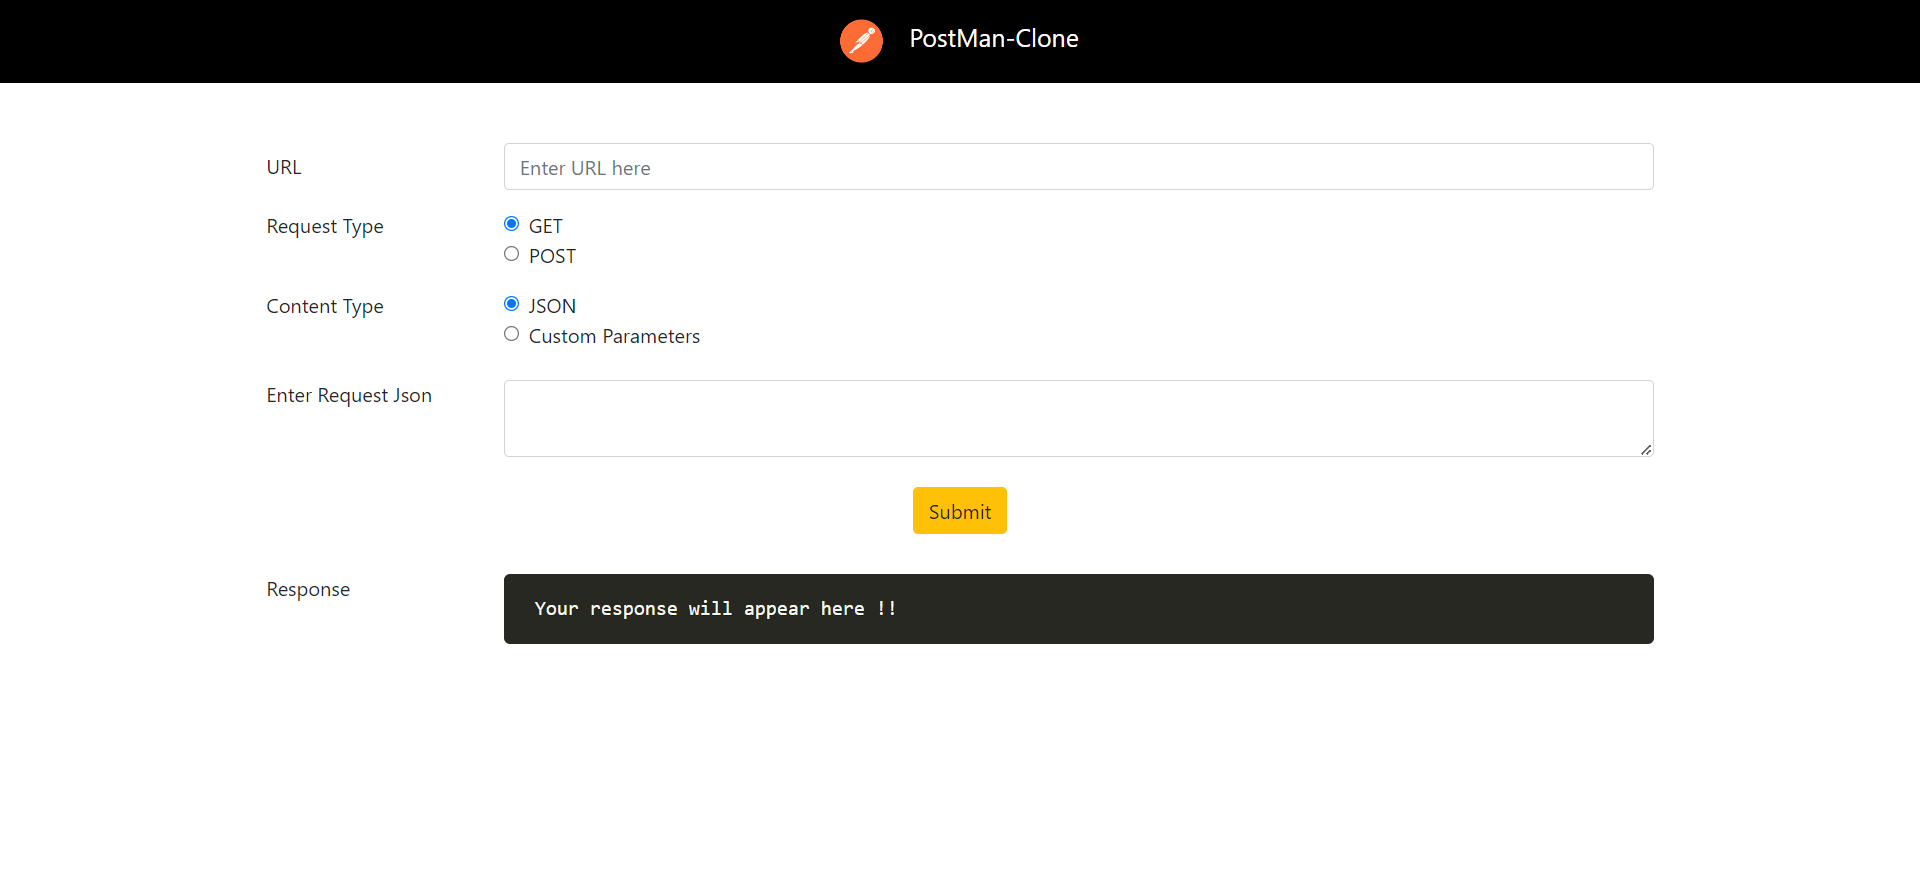 PostMan-Clone
URL
Enter URL here
Request Type
GET
POST
Content Type
JSON
Custom Parameters
Enter Request Json
Submit
Response
Your response will appear here !!